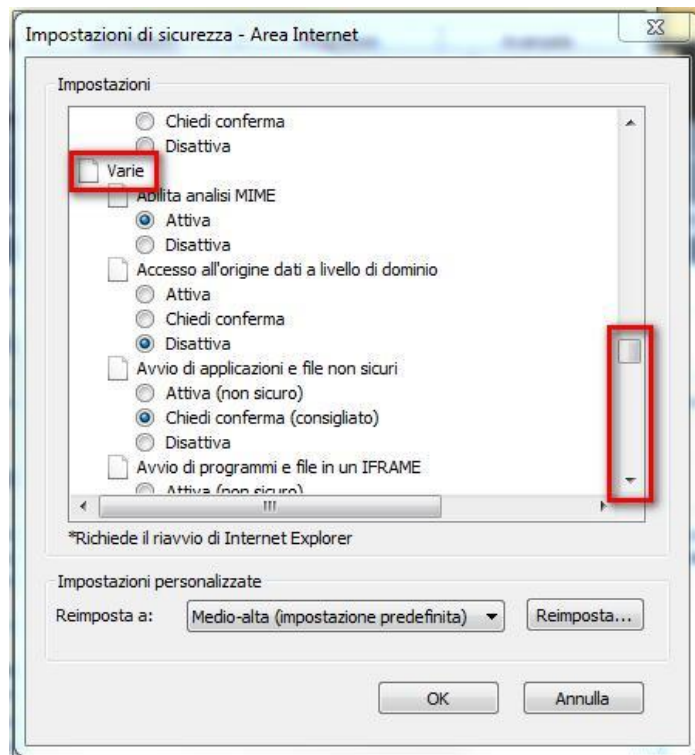 Impostazioni di sicurezza - Area Internet
Impostazioni
Chiedi conferma
Disattiva
Varie
Abilita analisi MIME
Attiva
Disattiva
Accesso all'origine dati a livello di dominio
Attiva
Chiedi conferma
Disattiva
Avvio di applicazioni e file non sicuri
Attiva (non sicuro)
Chiedi conferma (consigliato)
Disattiva
Avvio di programmi e file in un IFRAME
Attiva (non sicuro)
*Richiede il riavvio di Internet Explorer
Impostazioni personalizzate
Reimposta a: Medio-alta (impostazione predefinita) Reimposta...
OK Annulla